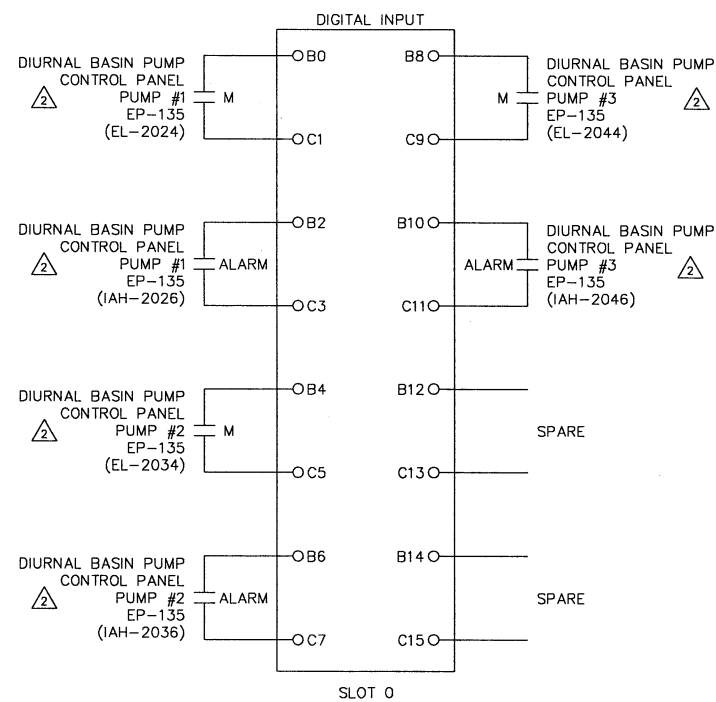 DIGITAL INPUT
DIURNAL BASIN PUMP
CONTROL PANEL
2
PUMP #1
M
EP-135
(EL-2024)
B0
C1
DIURNAL BASIN PUMP
CONTROL PANEL
2
PUMP #1
ALARM
EP-135
(IAH-2026)
B2
C3
DIURNAL BASIN PUMP
CONTROL PANEL
2
PUMP #2
M
EP-135
(EL-2034)
B4
C5
DIURNAL BASIN PUMP
CONTROL PANEL
2
PUMP #2
ALARM
EP-135
(IAH-2036)
B6
C7
B8
C9
M
DIURNAL BASIN PUMP
CONTROL PANEL
PUMP #3
2
EP-135
(EL-2044)
B10
C11
ALARM
DIURNAL BASIN PUMP
CONTROL PANEL
PUMP #3
2
EP-135
(IAH-2046)
B12
C13
SPARE
B14
C15
SPARE
SLOT 0